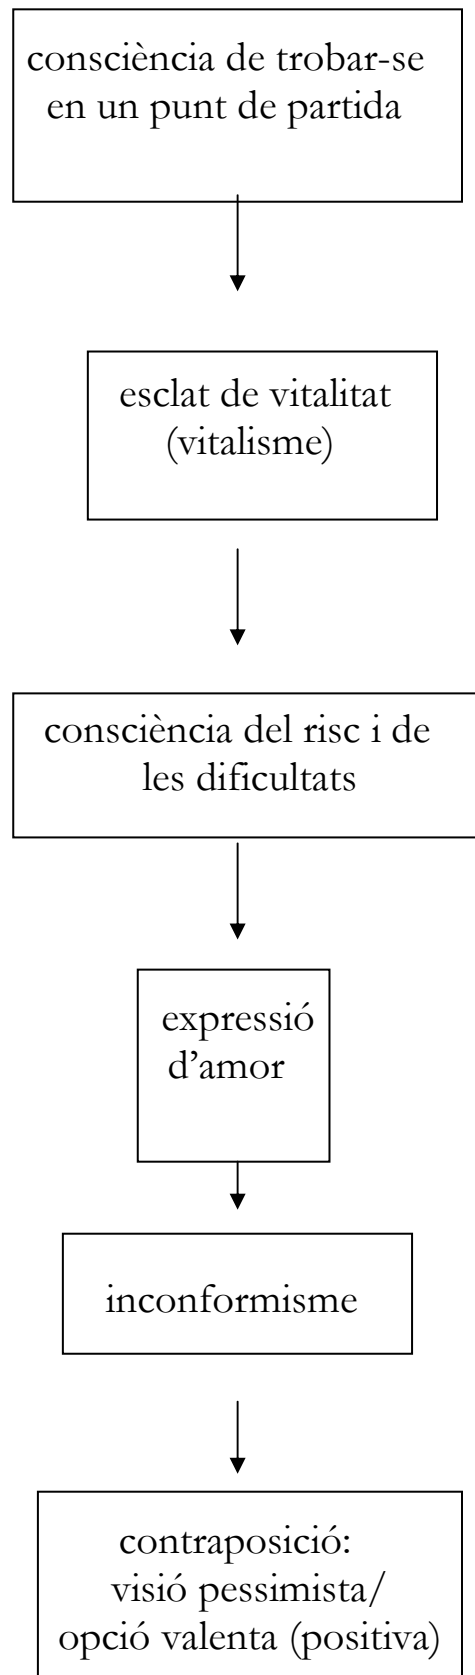 consciència de trobar-se
en un punt de partida
esclat de vitalitat
(vitalisme)
consciència del risc i de
les dificultats
expressió
d’amor
inconformisme
contraposició:
visió pessimista/
opció valenta (positiva)